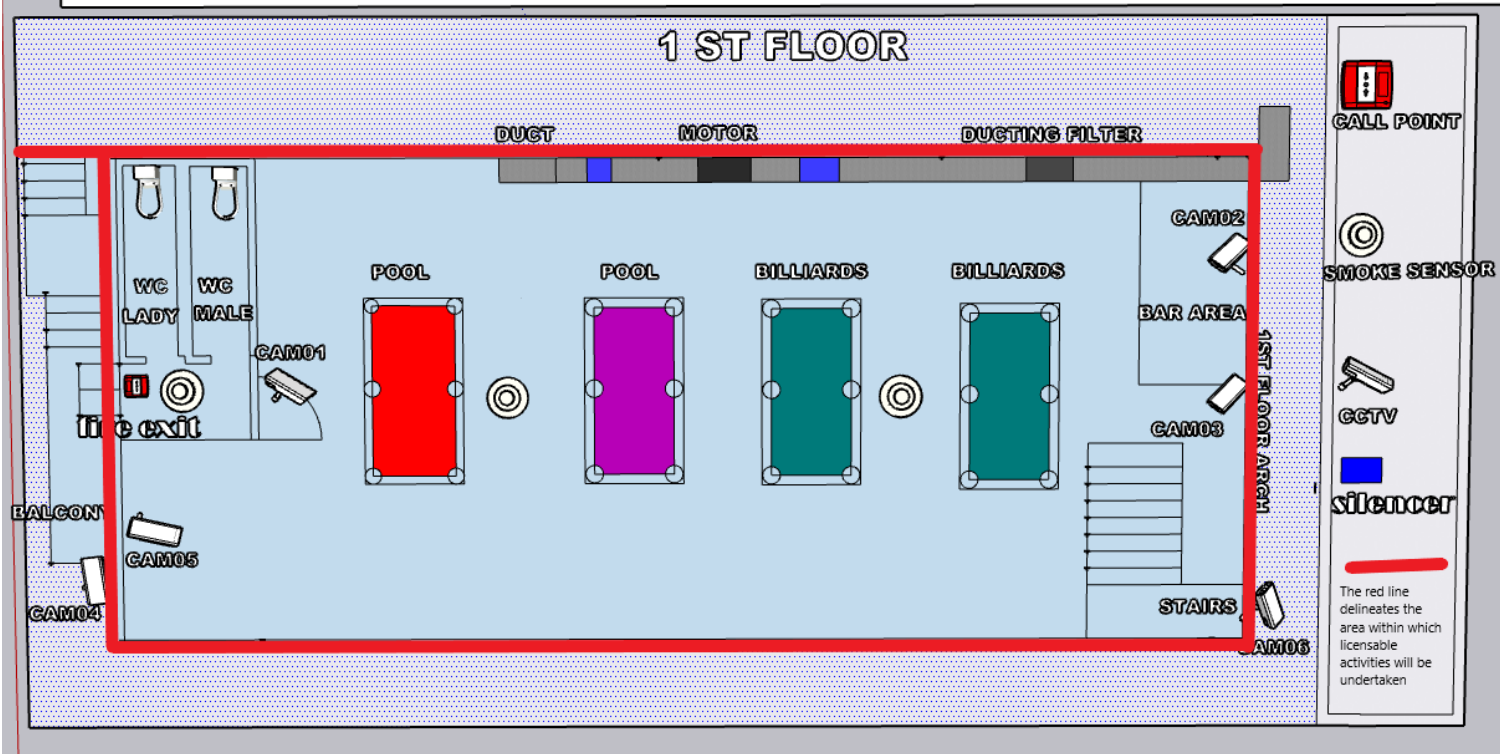 1 ST FLOOR
DUCT
MOTOR
DUCTING FILTER
CALL POINT
CAM02
SMOKE SENSOR
POOL
POOL
BILLIARDS
BILLIARDS
WC
LADY
WC
MALE
BAR AREA
CAM01
1ST FLOOR ARCH
CCTV
fire exit
CAM03
silencer
BALCONY
CAM05
The red line
delineates the
area within which
licensable
activities will be
undertaken
CAM04
STAIRS
CAM06